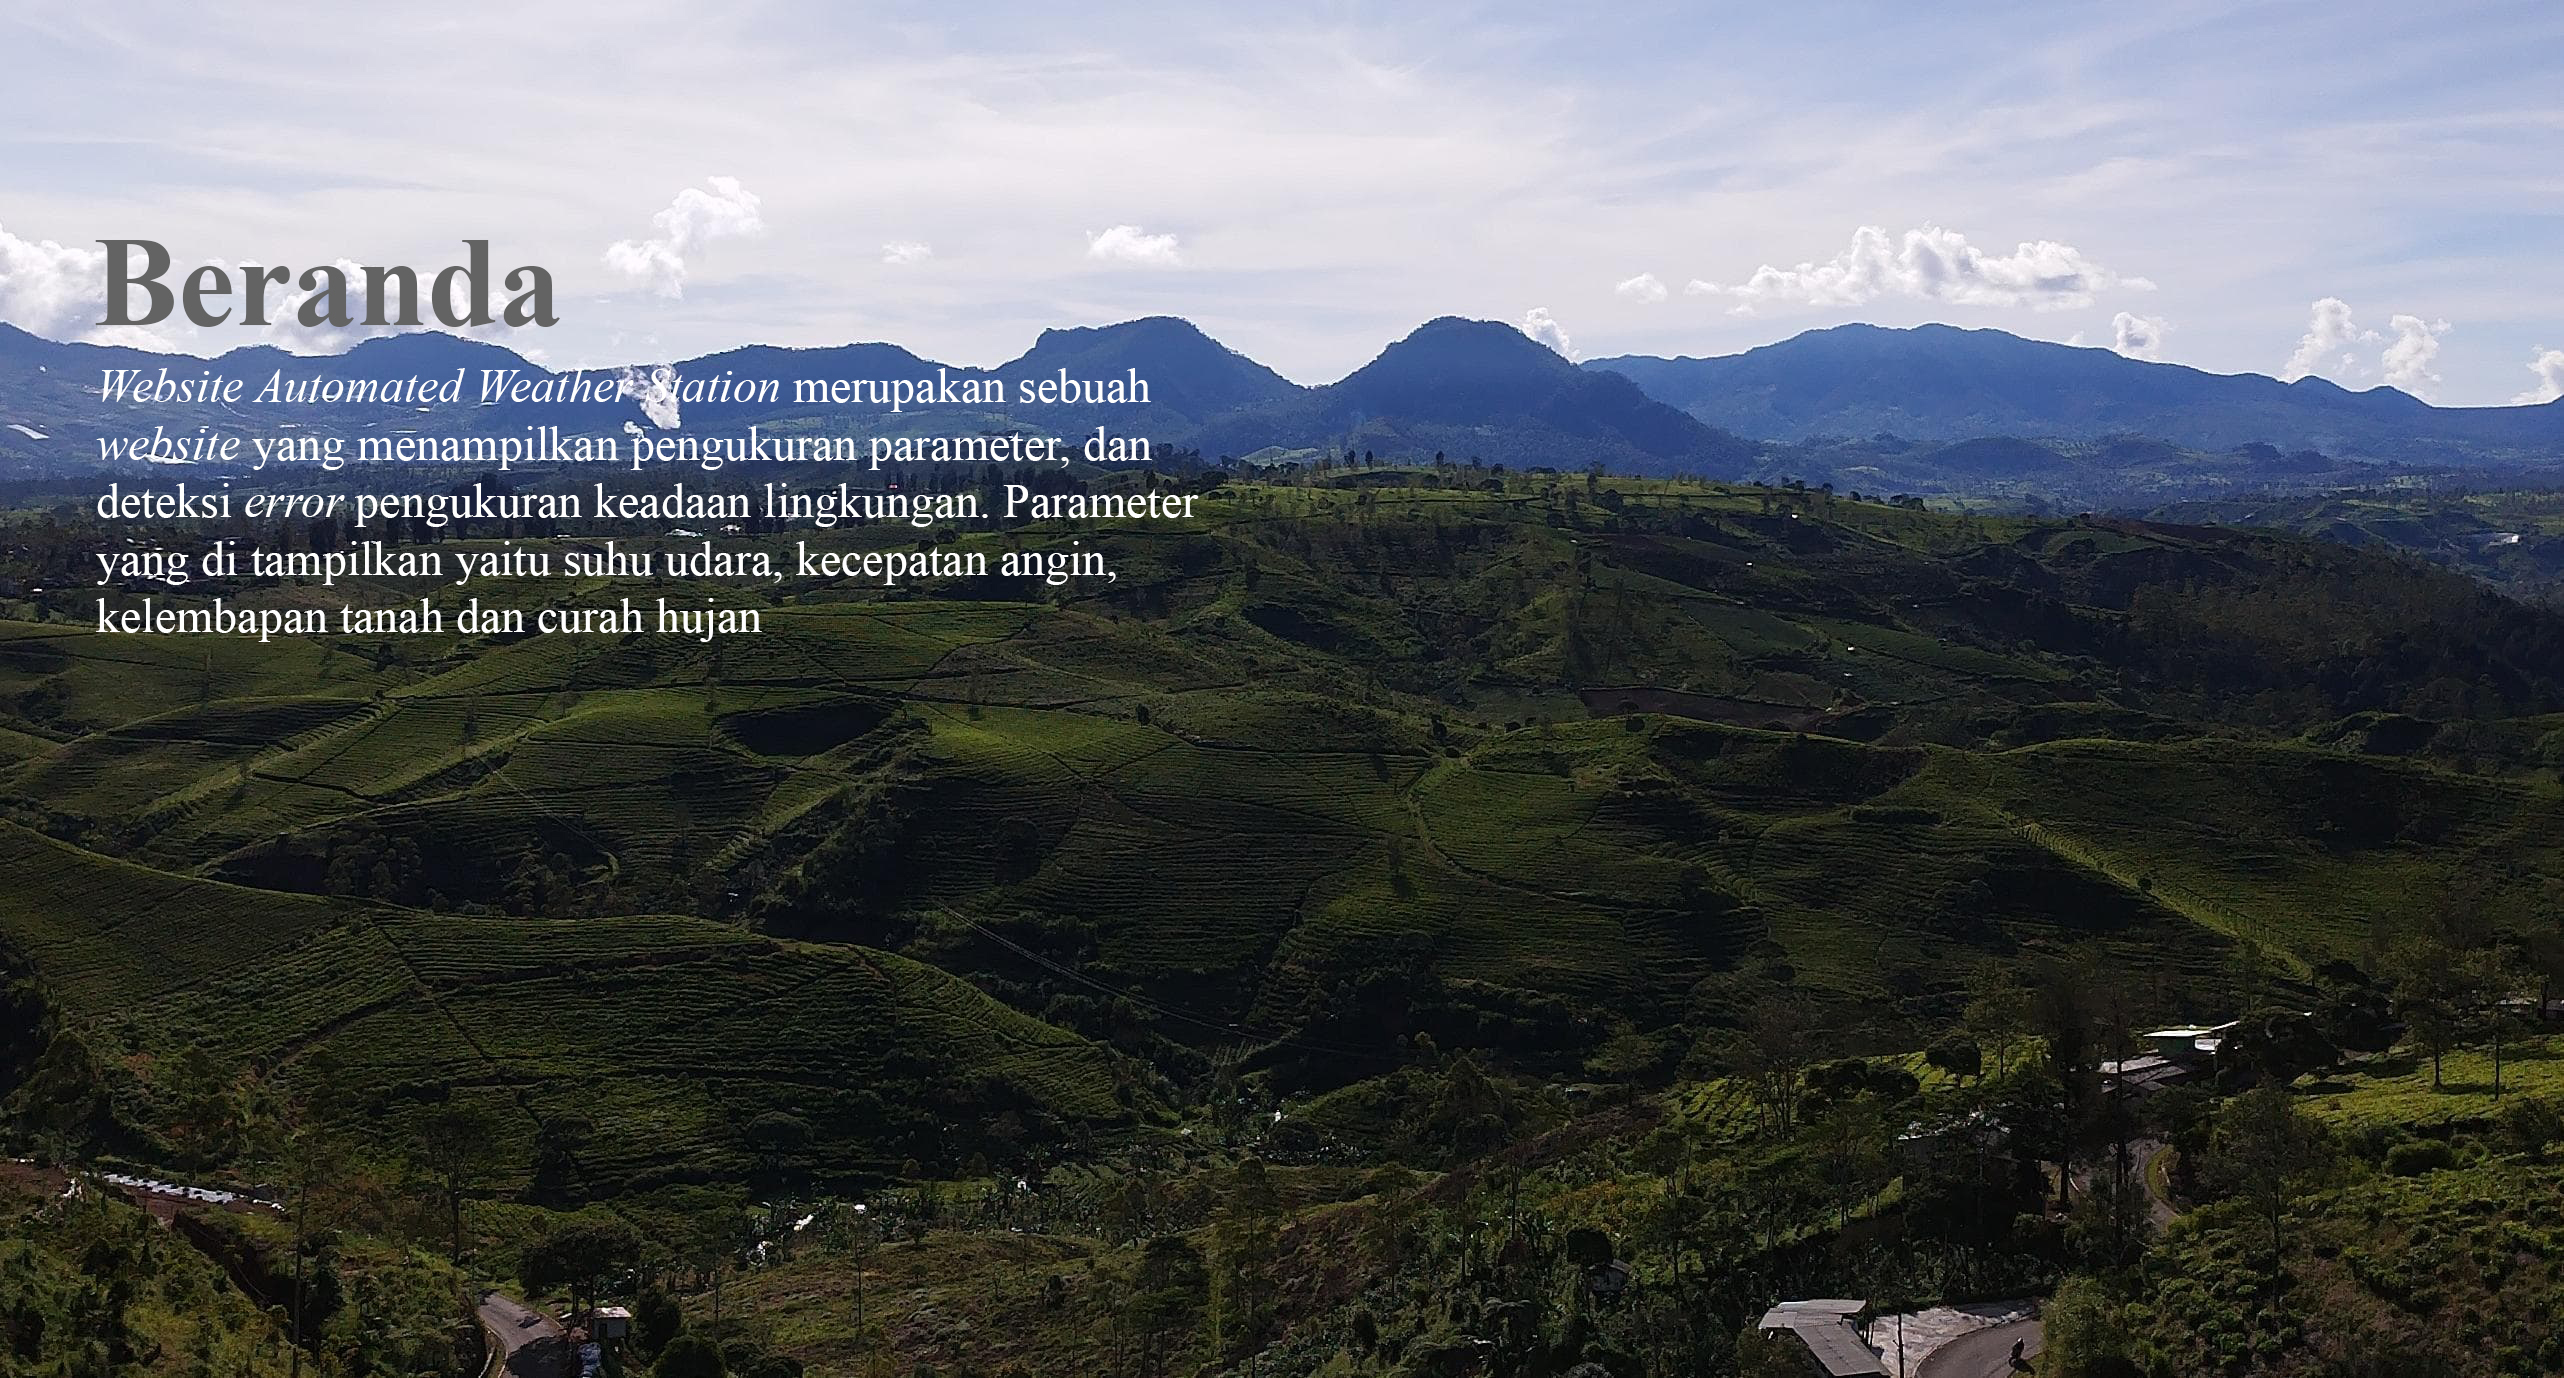 Beranda
Website Automated Weather Station merupakan sebuah
website yang menampilkan pengukuran parameter, dan
deteksi error pengukuran keadaan lingkungan. Parameter
yang di tampilkan yaitu suhu udara, kecepatan angin,
kelembapan tanah dan curah hujan